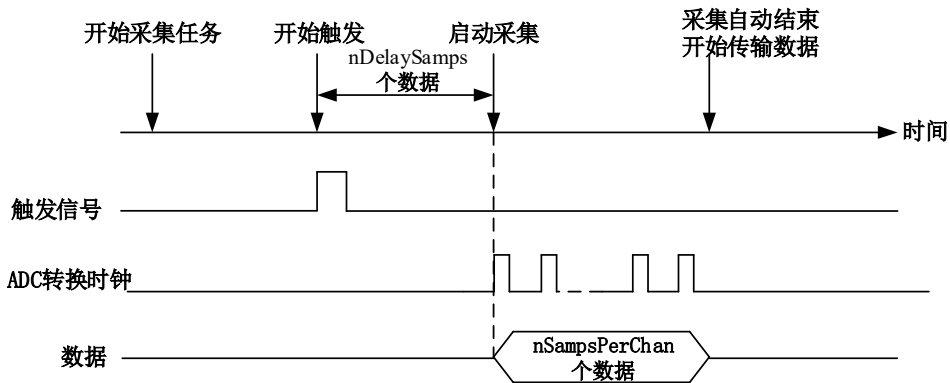 开始采集任务
开始触发
启动采集
采集自动结束
开始传输数据
nDelaySamps
个数据
时间
触发信号
ADC转换时钟
数据
nSampsPerChan
个数据